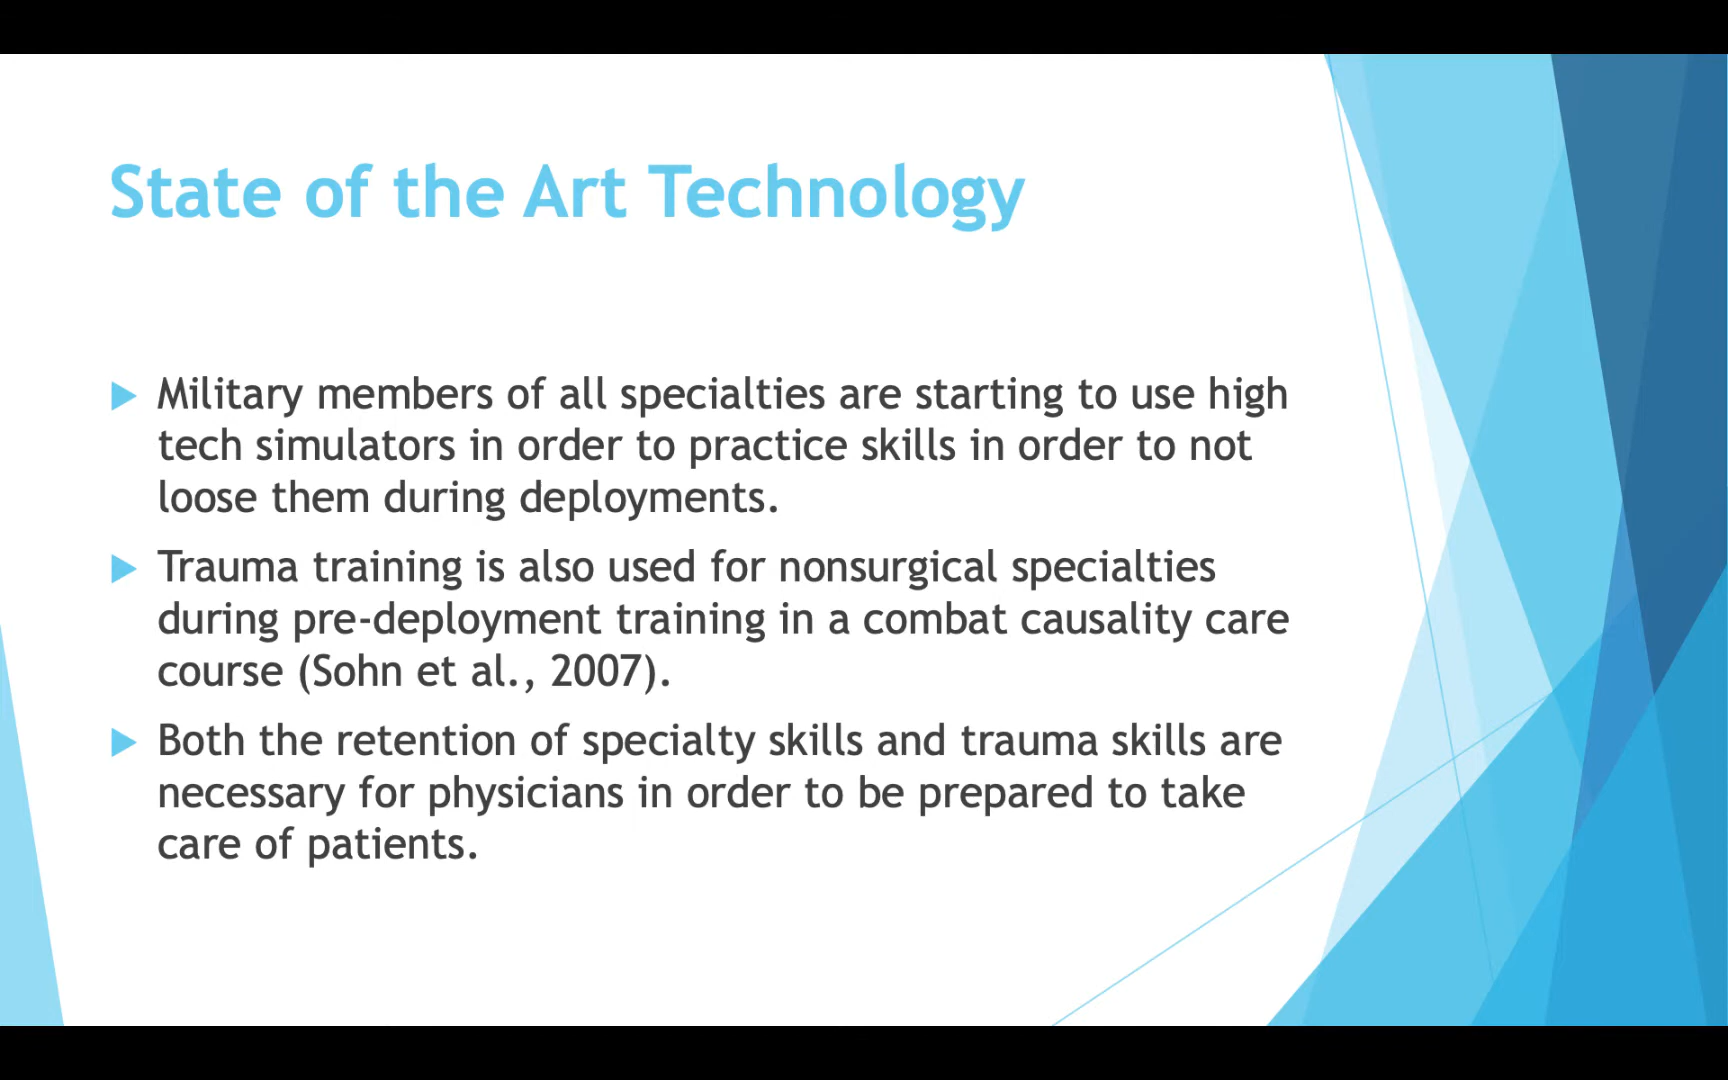 State of the Art Technology
Military members of all specialties are starting to use high
tech simulators in order to practice skills in order to not
loose them during deployments.
Trauma training is also used for nonsurgical specialties
during pre-deployment training in a combat causality care
course (Sohn et al., 2007).
Both the retention of specialty skills and trauma skills are
necessary for physicians in order to be prepared to take
care of patients.